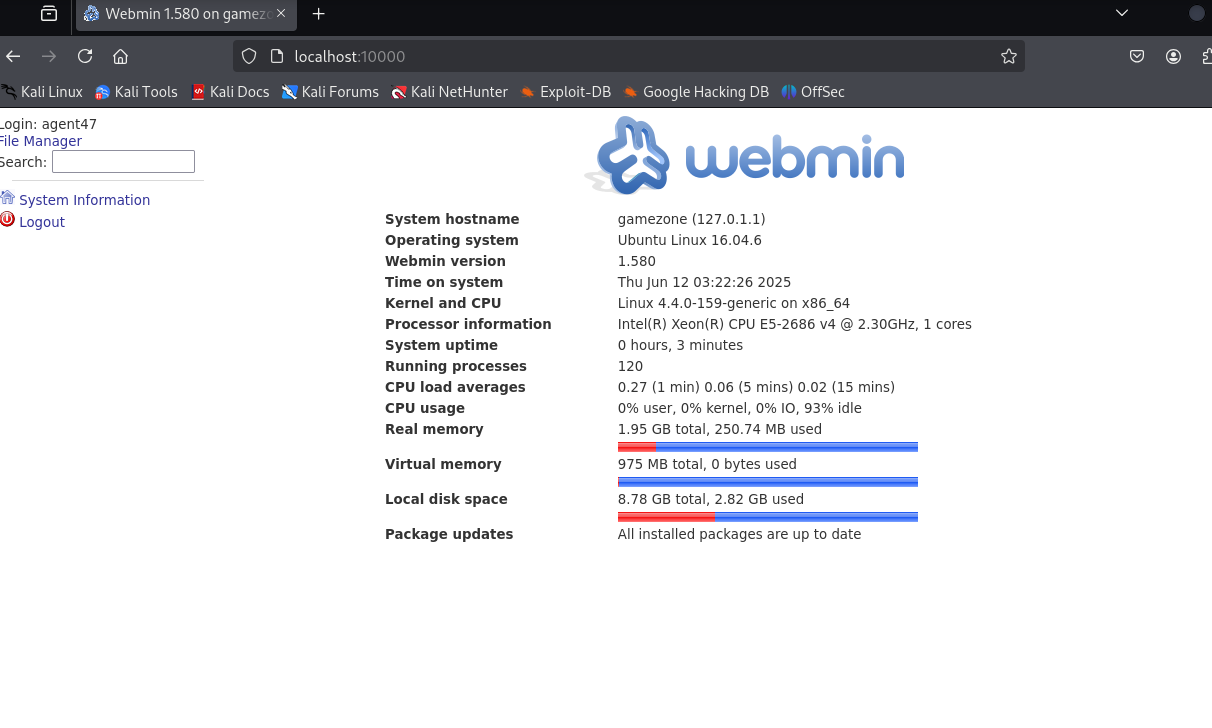 Webmin 1.580 on gamezo
localhost:10000
Kali Linux Kali Tools Kali Docs Kali Forums Kali NetHunter Exploit-DB Google Hacking DB OffSec
Login: agent47
File Manager
Search:
System Information
Logout
webmin
System hostname gamezone (127.0.1.1)
Operating system Ubuntu Linux 16.04.6
Webmin version 1.580
Time on system Thu Jun 12 03:22:26 2025
Kernel and CPU Linux 4.4.0-159-generic on x86_64
Processor information Intel(R) Xeon(R) CPU E5-2686 v4 @ 2.30GHz, 1 cores
System uptime 0 hours, 3 minutes
Running processes 120
CPU load averages 0.27 (1 min) 0.06 (5 mins) 0.02 (15 mins)
CPU usage 0% user, 0% kernel, 0% IO, 93% idle
Real memory 1.95 GB total, 250.74 MB used
Virtual memory 975 MB total, 0 bytes used
Local disk space 8.78 GB total, 2.82 GB used
Package updates All installed packages are up to date